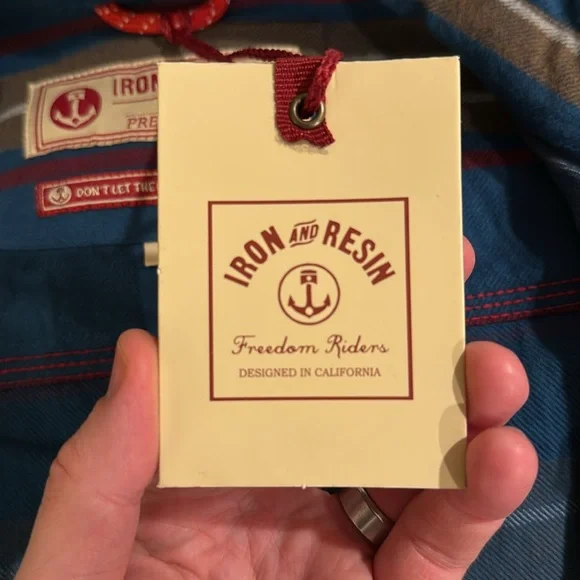 IRON
PRE
DON'T LET THE
IRON AND RESIN
Freedom Riders
DESIGNED IN CALIFORNIA